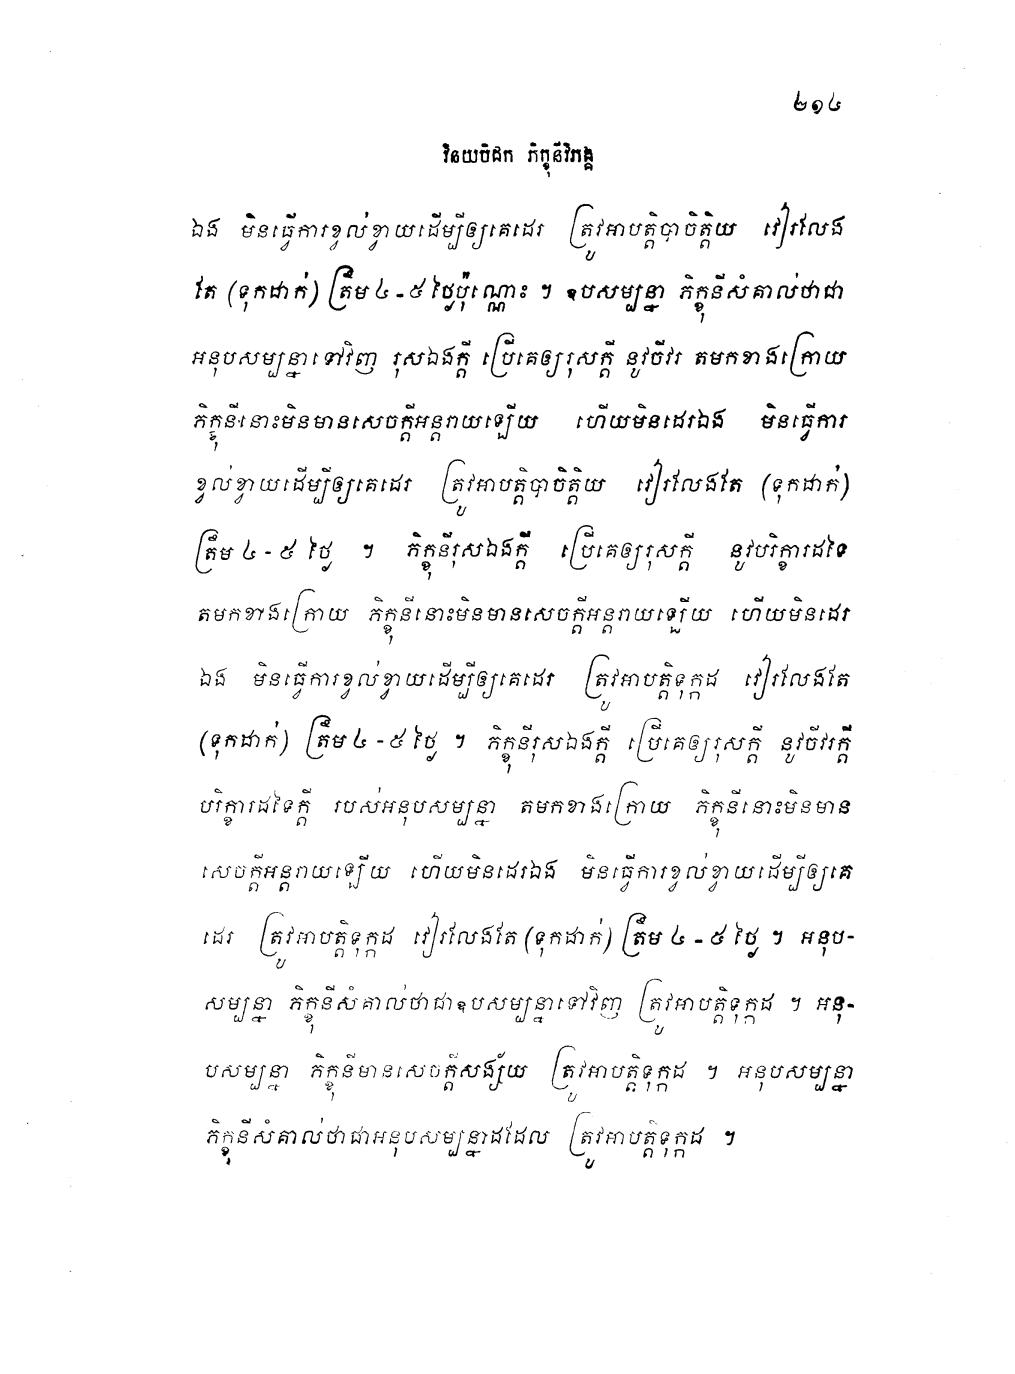 ២១៤
វិនយបិដក ភិក្ខុនីវិភង្គ
ឯង មិនធ្វើការខ្វល់ខ្វាយដើម្បីឲ្យគេដេរ ត្រូវអាបត្តិបាចិត្តិយ វៀរលែង
តែ (ទុកដាក់) ត្រឹម ៤ - ៥ ថ្ងៃប៉ុណ្ណោះ ។ ឧបសម្បន្នា ភិក្ខុនីសំគាល់ថាជា
អនុបសម្បន្នាទៅវិញ រុសឯងក្តី ប្រើគេឲ្យរុសក្តី នូវចីវរ តមកខាងក្រោយ
ភិក្ខុនីនោះមិនមានសេចក្តីអន្តរាយឡើយ ហើយមិនដេរឯង មិនធ្វើការ
ខ្វល់ខ្វាយដើម្បីឲ្យគេដេរ ត្រូវអាបត្តិបាចិត្តិយ វៀរលែងតែ (ទុកដាក់)
ត្រឹម ៤ - ៥ ថ្ងៃ ។ ភិក្ខុនីរុសឯងក្តី ប្រើគេឲ្យរុសក្តី នូវបរិក្ខារដទៃ
តមកខាងក្រោយ ភិក្ខុនីនោះមិនមានសេចក្តីអន្តរាយឡើយ ហើយមិនដេរ
ឯង មិនធ្វើការខ្វល់ខ្វាយដើម្បីឲ្យគេដេរ ត្រូវអាបត្តិទុក្កដ វៀរលែងតែ
(ទុកដាក់) ត្រឹម ៤ - ៥ ថ្ងៃ ។ ភិក្ខុនីរុសឯងក្តី ប្រើគេឲ្យរុសក្តី នូវចីវរក្តី
បរិក្ខារដទៃក្តី របស់អនុបសម្បន្នា តមកខាងក្រោយ ភិក្ខុនីនោះមិនមាន
សេចក្តីអន្តរាយឡើយ ហើយមិនដេរឯង មិនធ្វើការខ្វល់ខ្វាយដើម្បីឲ្យគេ
ដេរ ត្រូវអាបត្តិទុក្កដ វៀរលែងតែ (ទុកដាក់) ត្រឹម ៤ - ៥ ថ្ងៃ ។ អនុប-
សម្បន្នា ភិក្ខុនីសំគាល់ថាជាឧបសម្បន្នាទៅវិញ ត្រូវអាបត្តិទុក្កដ ។ អនុ-
បសម្បន្នា ភិក្ខុនីមានសេចក្តីសង្ស័យ ត្រូវអាបត្តិទុក្កដ ។ អនុបសម្បន្នា
ភិក្ខុនីសំគាល់ថាជាអនុបសម្បន្នាដដែល ត្រូវអាបត្តិទុក្កដ ។